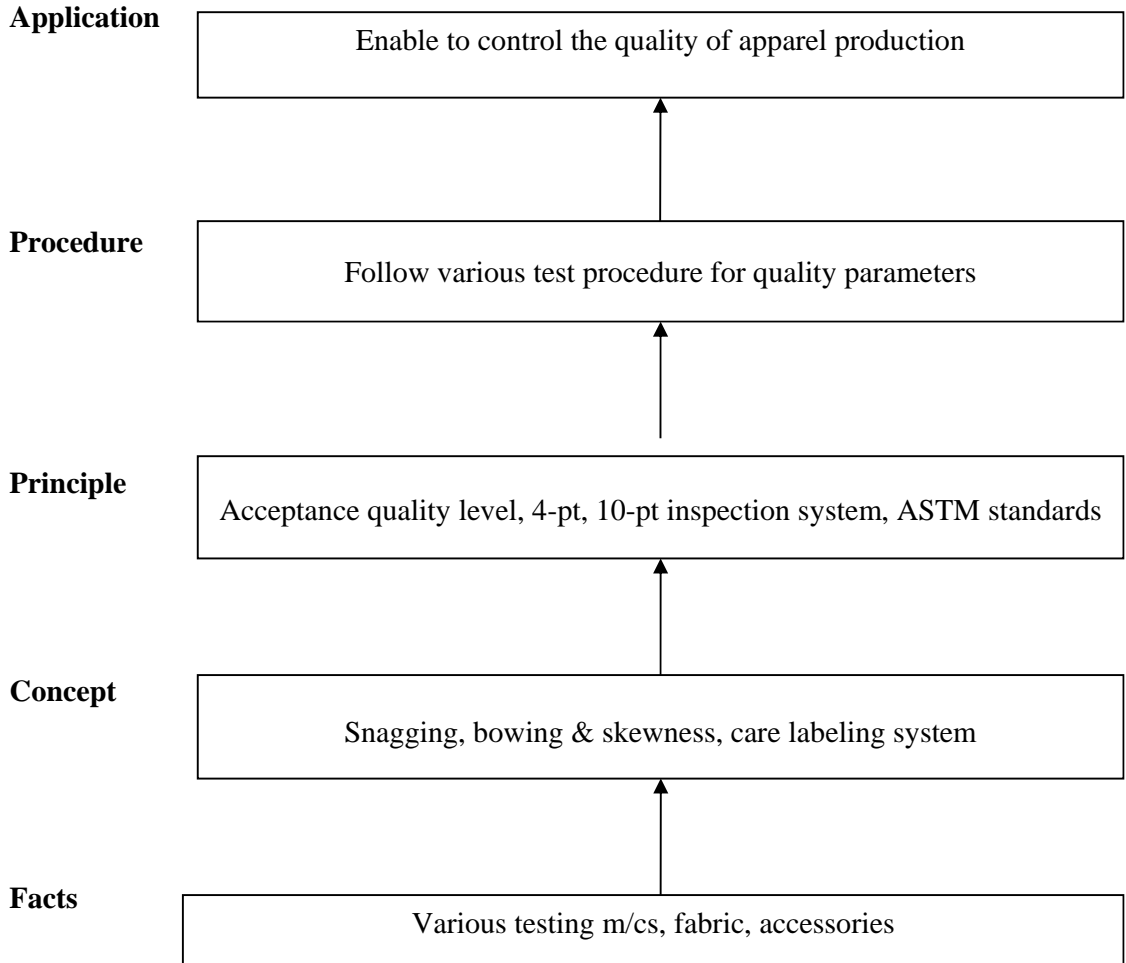 Application
Enable to control the quality of apparel production
Procedure
Follow various test procedure for quality parameters
Principle
Acceptance quality level, 4-pt, 10-pt inspection system, ASTM standards
Concept
Snagging, bowing & skewness, care labeling system
Facts
Various testing m/cs, fabric, accessories